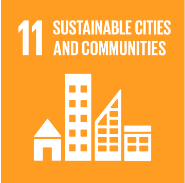 11 SUSTAINABLE CITIES
AND COMMUNITIES